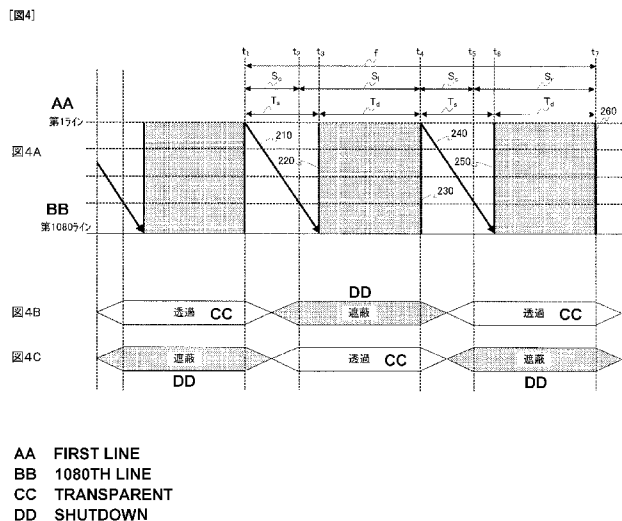 [図4]
t1 t2 t3 t4 t5 t6 t7
f
Sc Sl Sc Sr
Ts Td Ts Td
260
AA
第1ライン
210
240
図4A
220
250
230
BB
第1080ライン
DD
図4B
透過 CC
遮蔽
透過 CC
図4C
遮蔽
透過 CC
遮蔽
DD
DD
AA FIRST LINE
BB 1080TH LINE
CC TRANSPARENT
DD SHUTDOWN